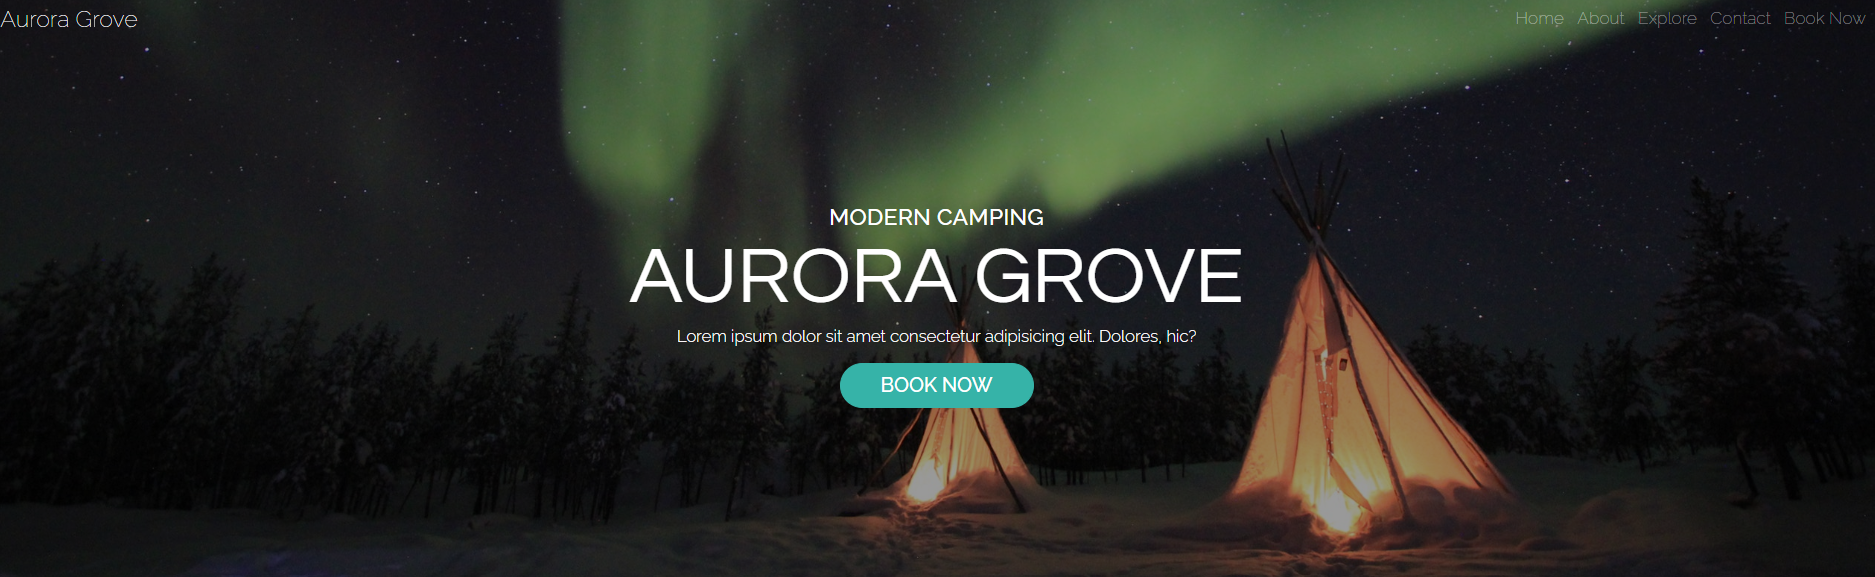 Aurora Grove
Home About Explore Contact Book Now
MODERN CAMPING
AURORA GROVE
Lorem ipsum dolor sit amet consectetur adipisicing elit. Dolores, hic?
BOOK NOW